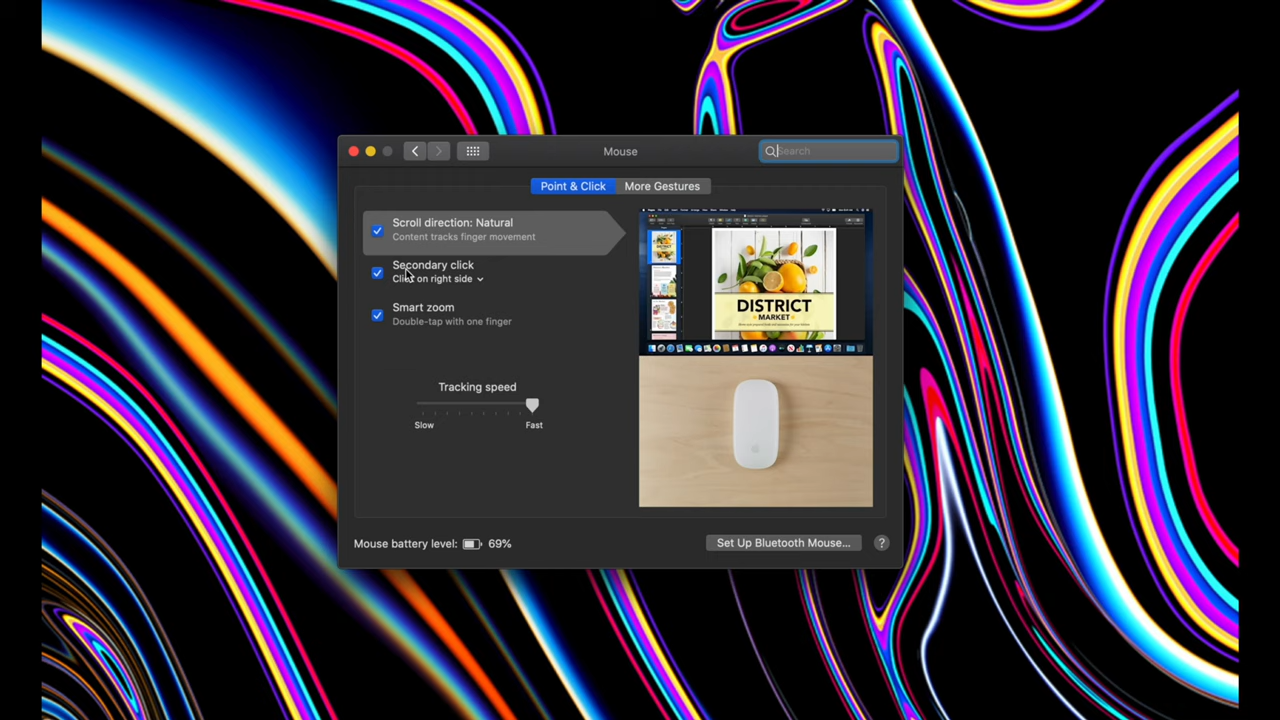 Mouse
Search
Point & Click
More Gestures
Scroll direction: Natural
Content tracks finger movement
Secondary click
Click on right side
Smart zoom
Double-tap with one finger
Tracking speed
Slow
Fast
DISTRICT
MARKET
Mouse battery level:
69%
Set Up Bluetooth Mouse...
?